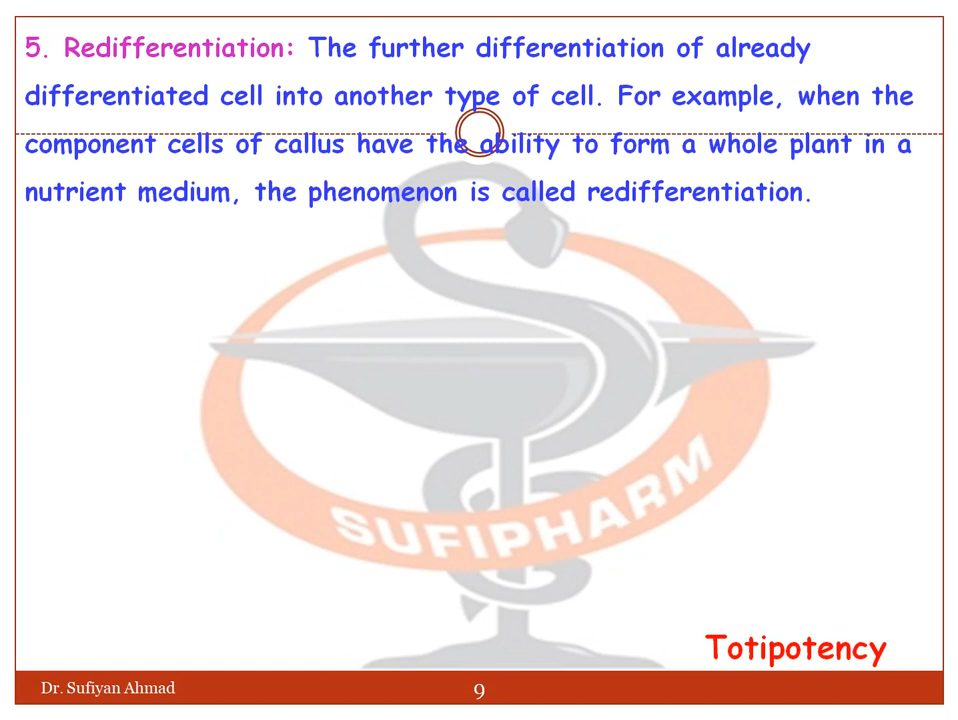 5. Redifferentiation: The further differentiation of already
differentiated cell into another type of cell. For example, when the
component cells of callus have the ability to form a whole plant in a
nutrient medium, the phenomenon is called redifferentiation.
SUFIPHARM
Totipotency
Dr. Sufiyan Ahmad
9